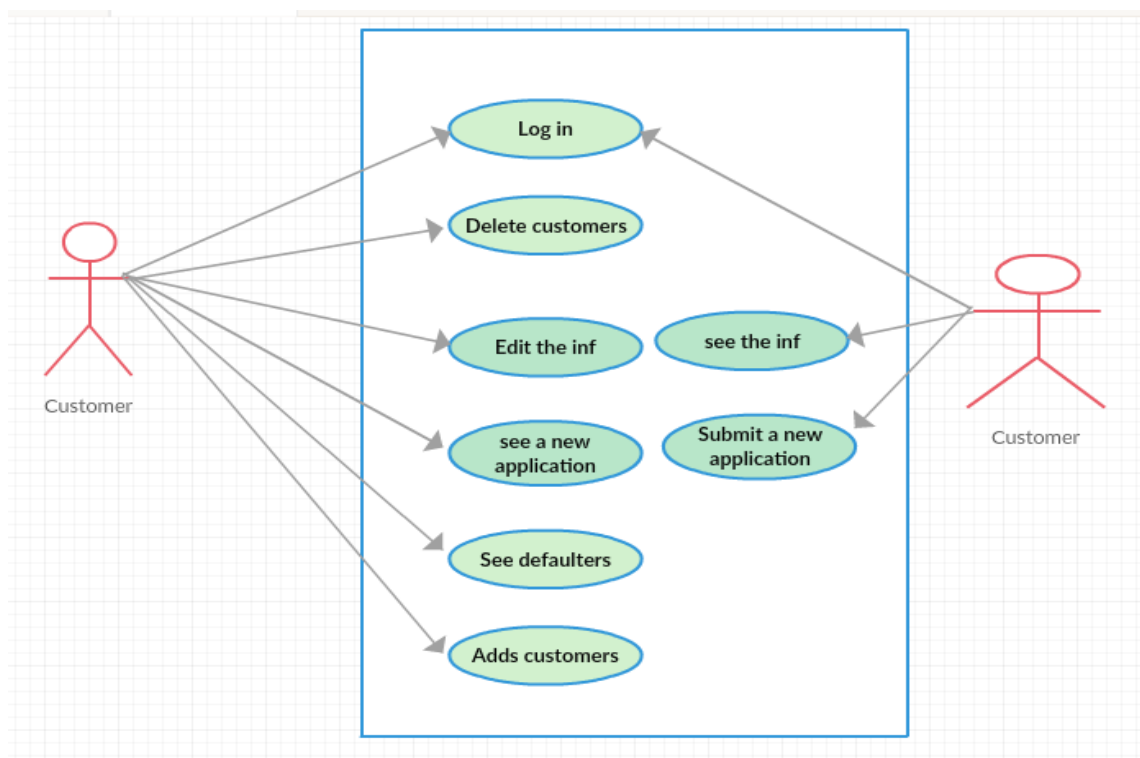 Log in
Delete customers
Edit the inf
see the inf
see a new
application
Submit a new
application
See defaulters
Adds customers
Customer
Customer